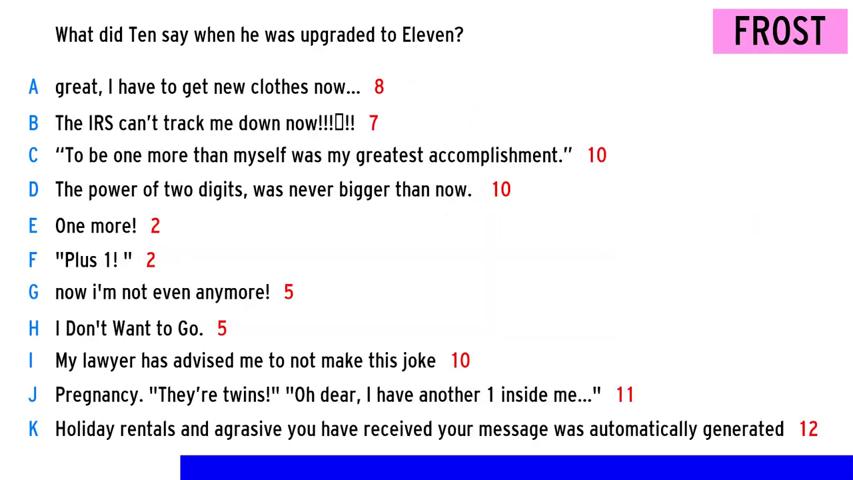 What did Ten say when he was upgraded to Eleven?
FROST
A great, I have to get new clothes now... 8
B The IRS can't track me down now!!!▯!! 7
C “To be one more than myself was my greatest accomplishment.” 10
D The power of two digits, was never bigger than now. 10
E One more! 2
F "Plus 1! " 2
G now i'm not even anymore! 5
H I Don't Want to Go. 5
I My lawyer has advised me to not make this joke 10
J Pregnancy. "They're twins!" "Oh dear, I have another 1 inside me..." 11
K Holiday rentals and agrasive you have received your message was automatically generated 12